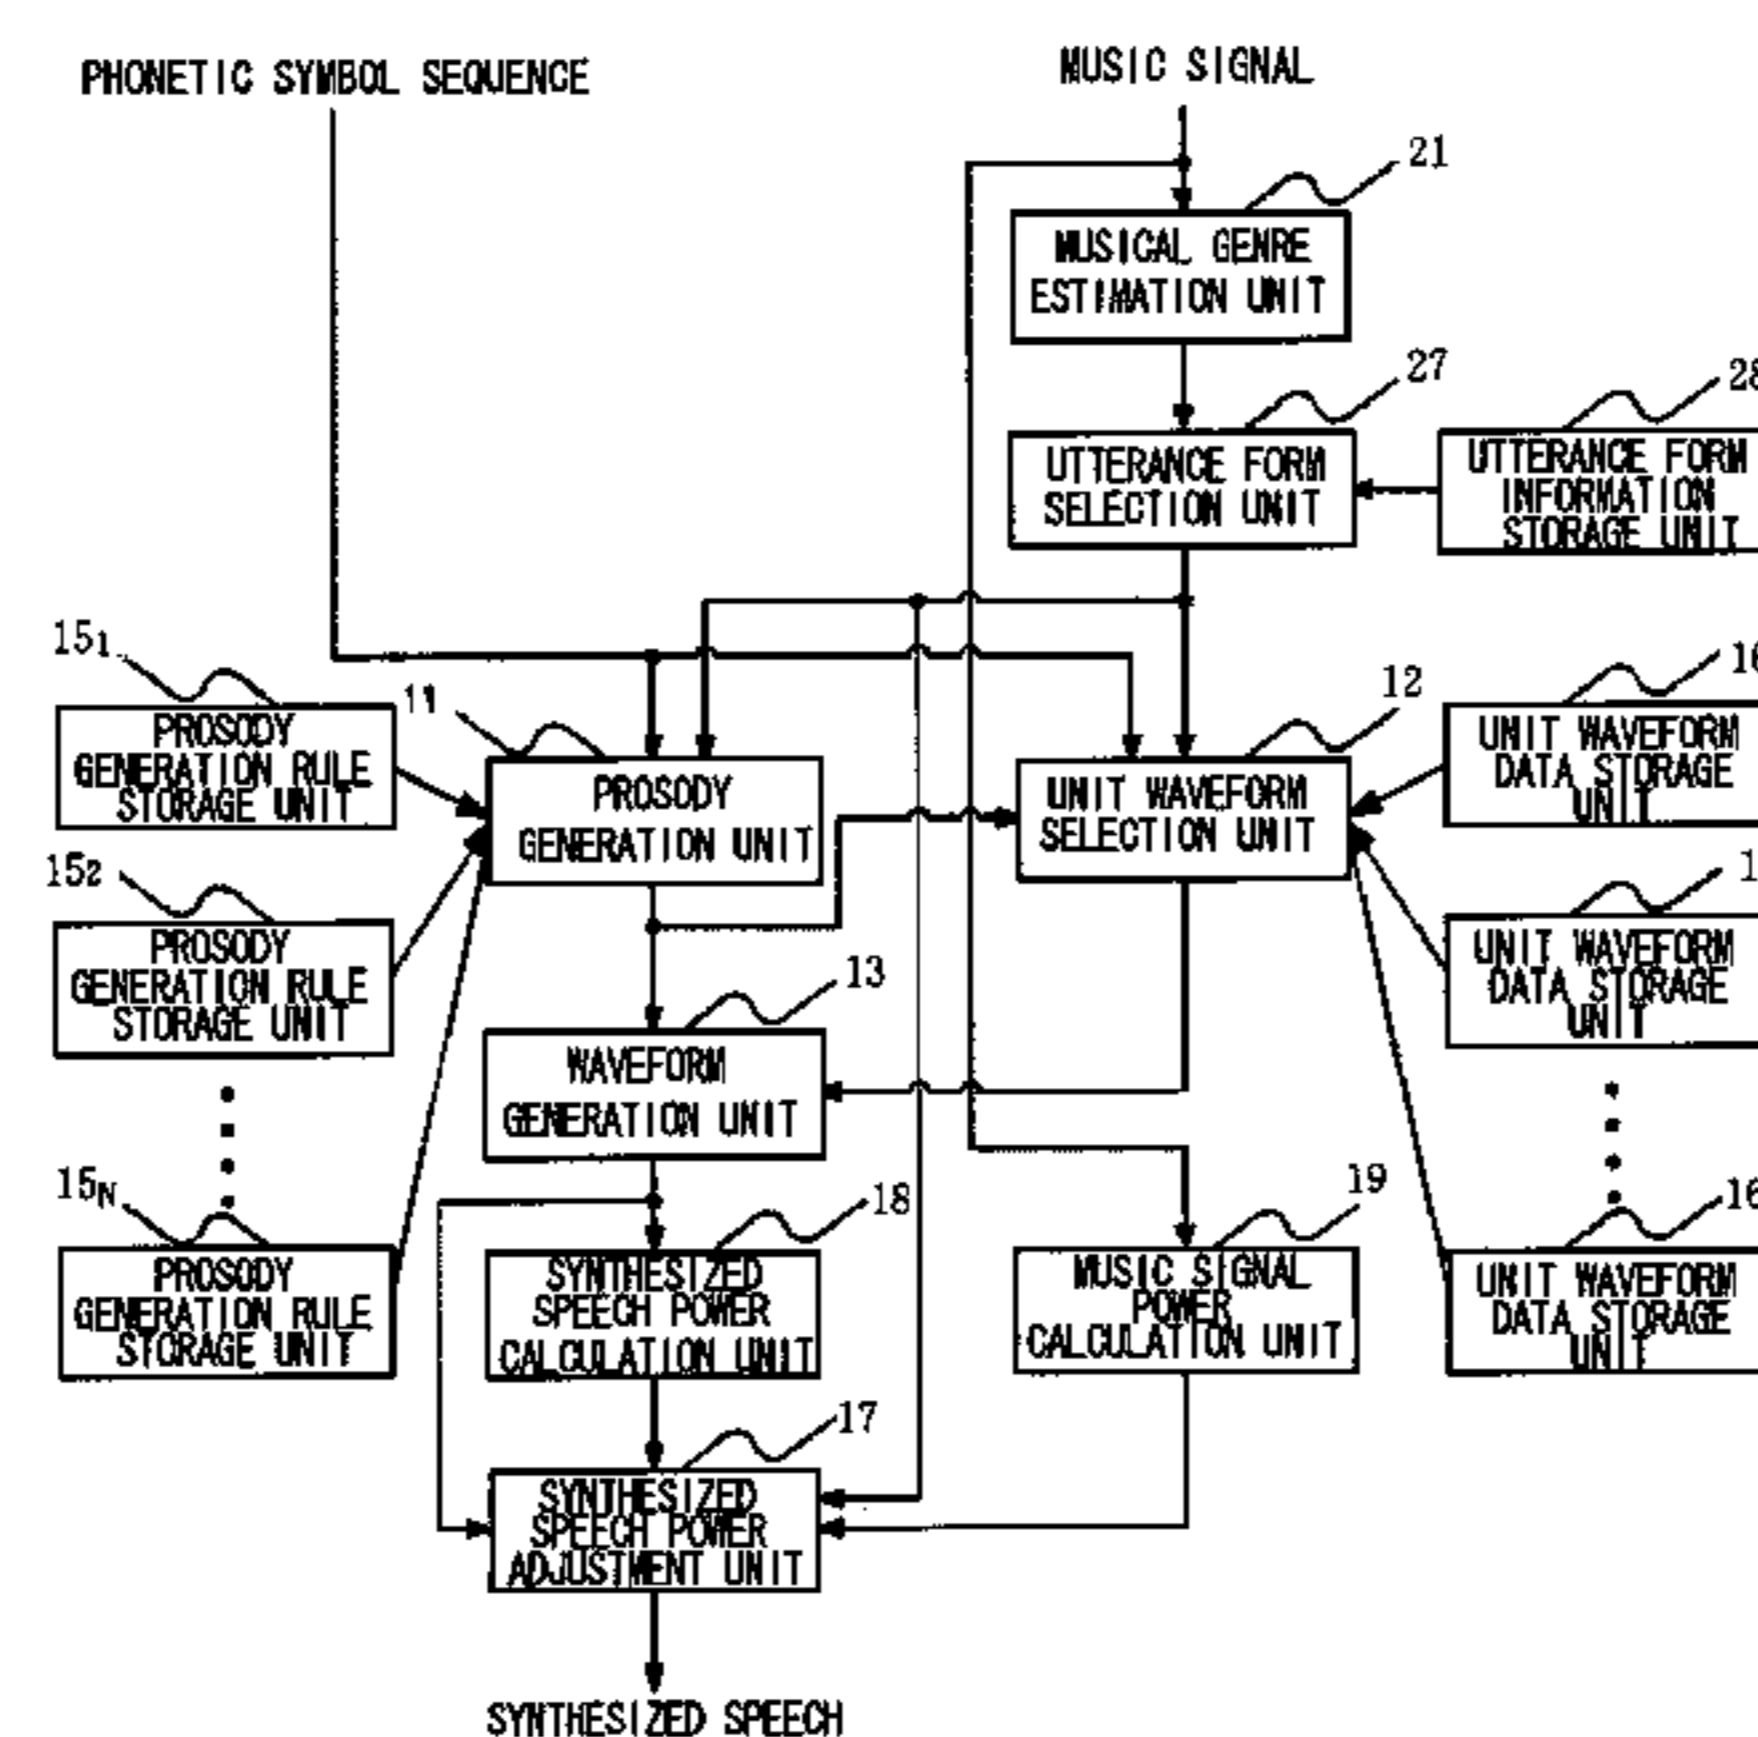 PHONETIC SYMBOL SEQUENCE
MUSIC SIGNAL
21
MUSICAL GENRE
ESTIMATION UNIT
27
UTTERANCE FORM
SELECTION UNIT
UTTERANCE FORM
INFORMATION
STORAGE UNIT
151
PROSODY
GENERATION RULE
STORAGE UNIT
11
PROSODY
GENERATION UNIT
12
UNIT WAVEFORM
SELECTION UNIT
UNIT WAVEFORM
DATA STORAGE
UNIT
152
PROSODY
GENERATION RULE
STORAGE UNIT
13
WAVEFORM
GENERATION UNIT
UNIT WAVEFORM
DATA STORAGE
UNIT
15N
PROSODY
GENERATION RULE
STORAGE UNIT
18
SYNTHESIZED
SPEECH POWER
CALCULATION UNIT
19
MUSIC SIGNAL
POWER
CALCULATION UNIT
16
UNIT WAVEFORM
DATA STORAGE
UNIT
17
SYNTHESIZED
SPEECH POWER
ADJUSTMENT UNIT
SYNTHESIZED SPEECH